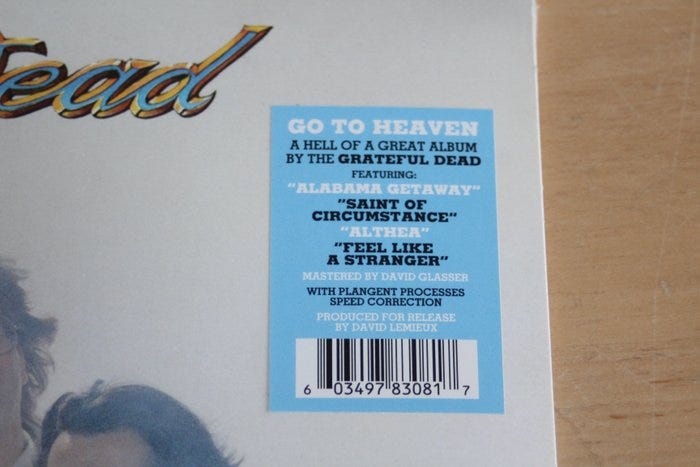 ead
GO TO HEAVEN
A HELL OF A GREAT ALBUM
BY THE GRATEFUL DEAD
FEATURING:
"ALABAMA GETAWAY"
"SAINT OF
CIRCUMSTANCE"
"ALTHEA"
"FEEL LIKE
A STRANGER"
MASTERED BY DAVID GLASSER
WITH PLANGENT PROCESSES
SPEED CORRECTION
PRODUCED FOR RELEASE
BY DAVID LEMIEUX
6 03497 83081 7